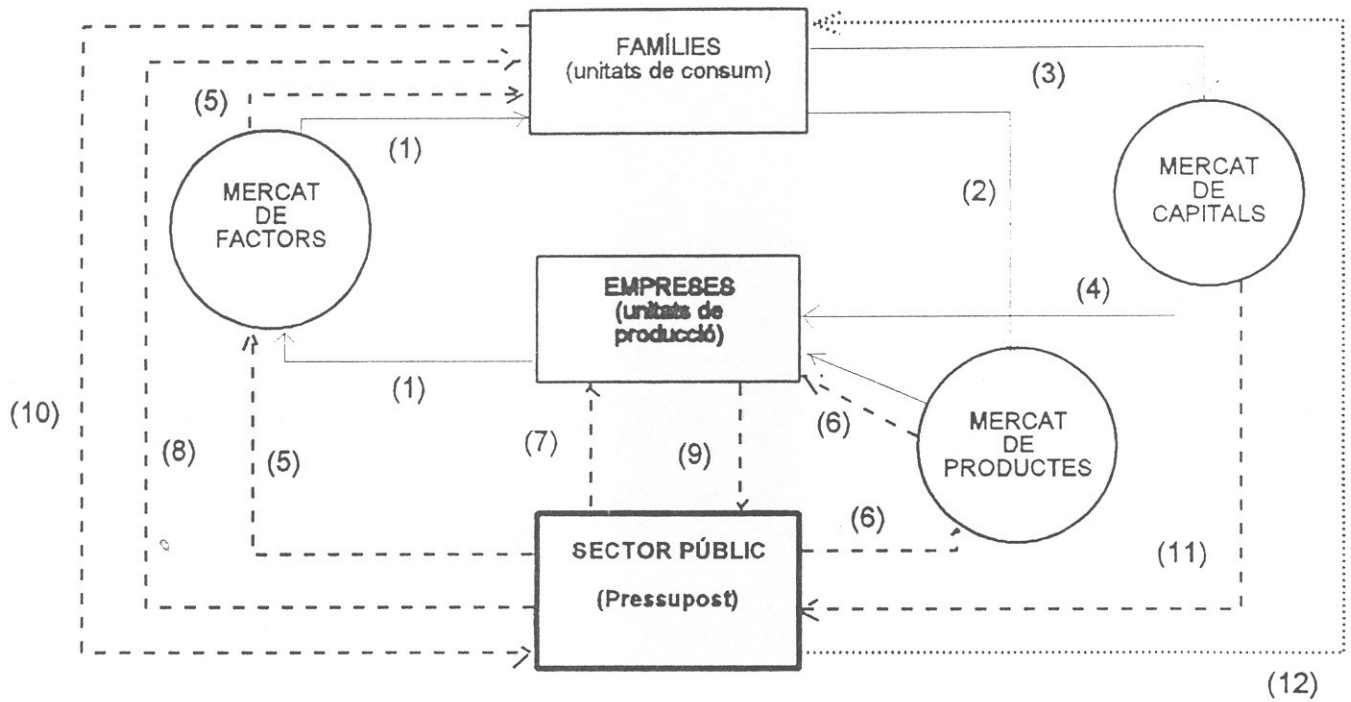 FAMÍLIES
(unitats de consum)
(3)
(5)
(1)
MERCAT
DE
FACTORS
(2)
MERCAT
DE
CAPITALS
EMPRESES
(unitats de
producció)
(4)
(1)
(10)
(8)
(5)
(7)
(9)
(6)
MERCAT
DE
PRODUCTES
(6)
SECTOR PÚBLIC
(Pressupost)
(11)
(12)